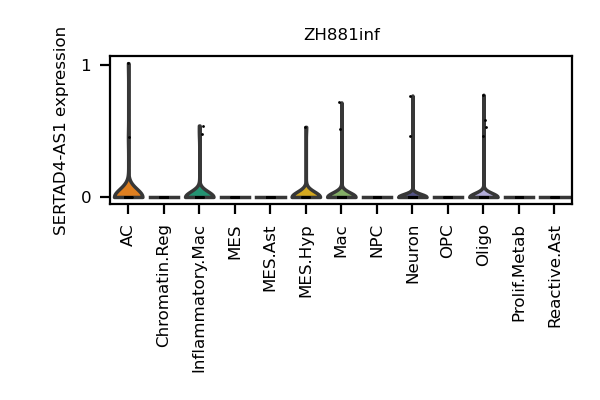 ZH881inf
SERTAD4-AS1 expression
1
0
AC
Chromatin.Reg
Inflammatory.Mac
MES
MES.Ast
MES.Hyp
Mac
NPC
Neuron
OPC
Oligo
Prolif.Metab
Reactive.Ast